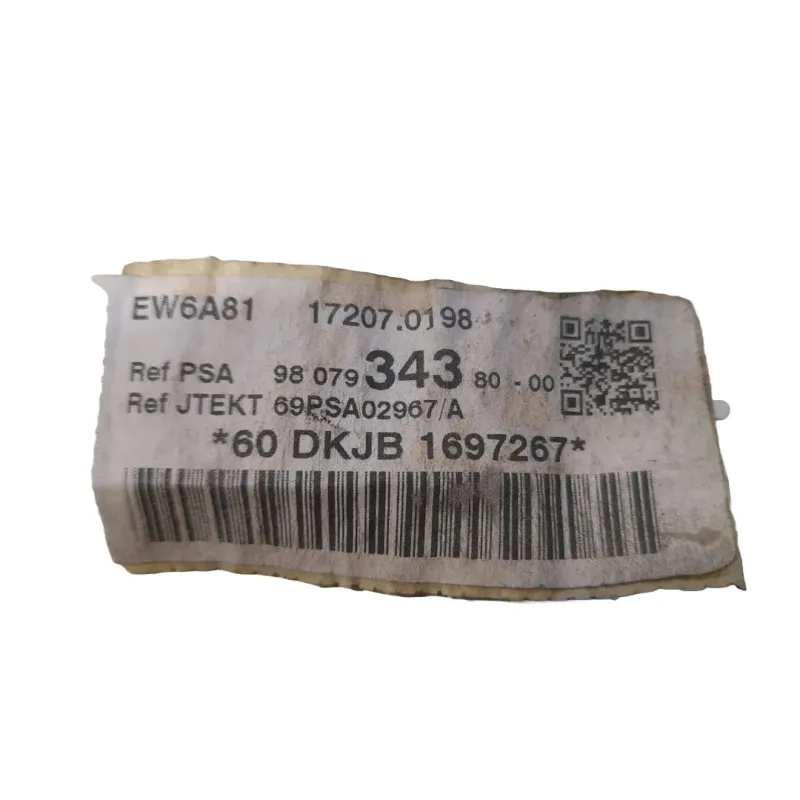 EW6A81 17207.0198
Ref PSA 98 079 343 80 - 00
Ref JTEKT 69PSA02967/A
*60 DKJB 1697267*